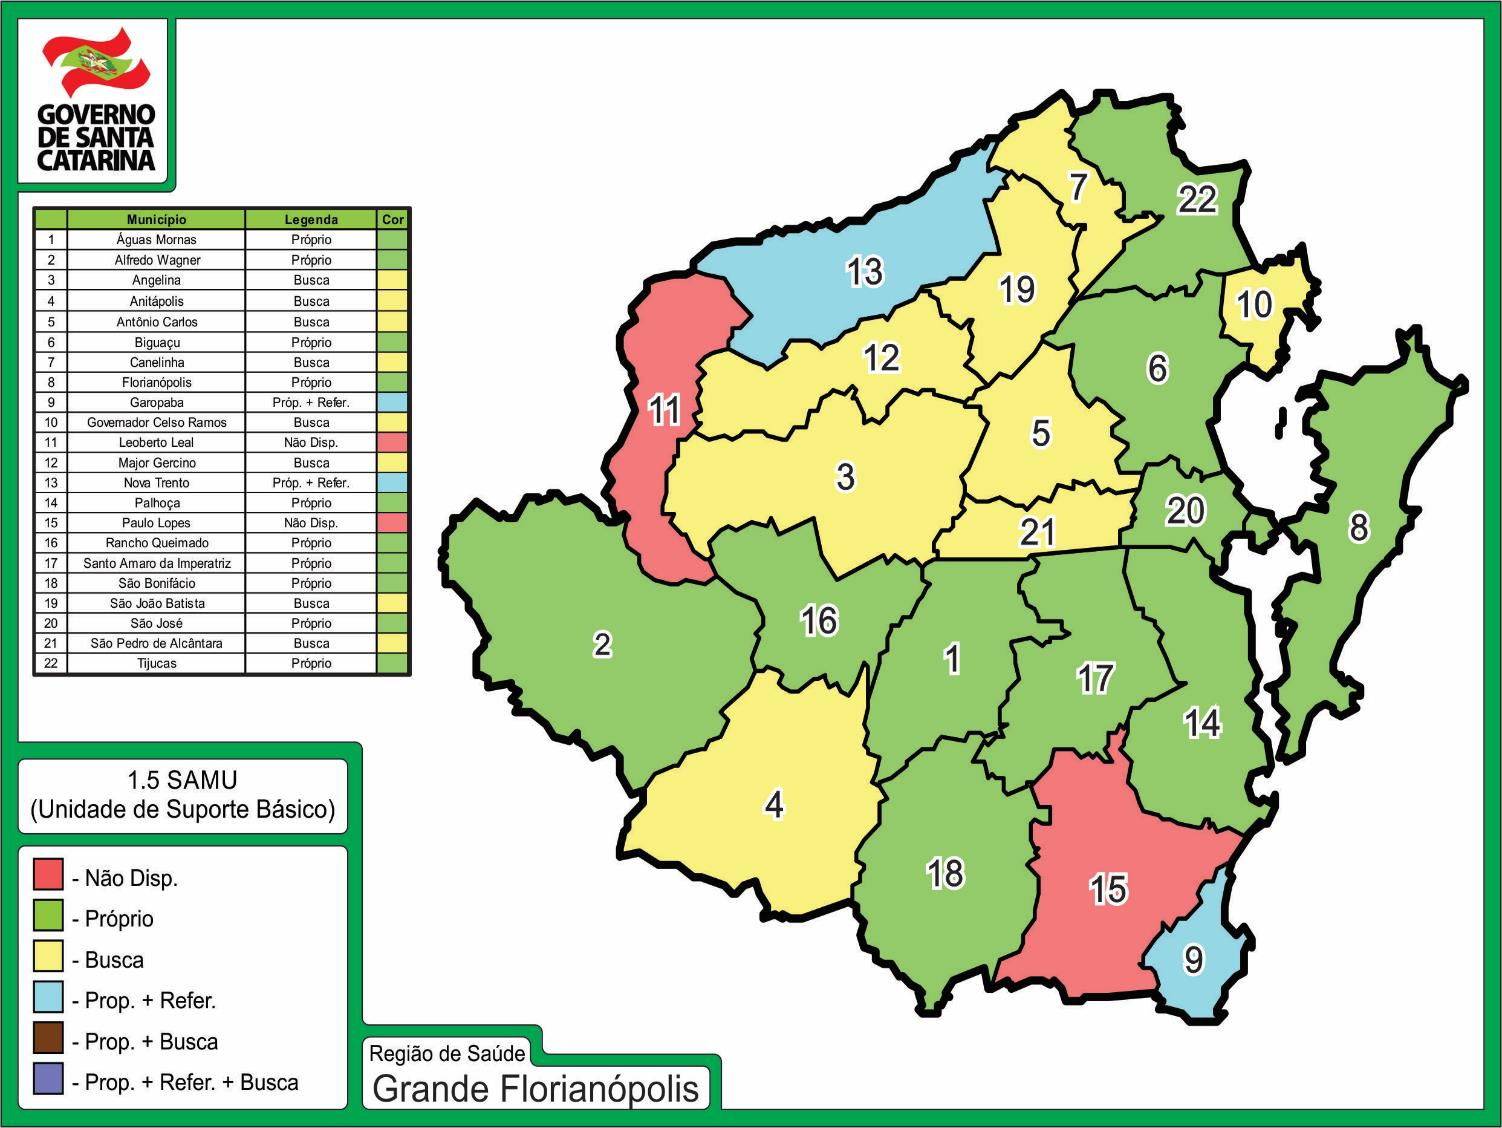 GOVERNO
DE SANTA
CATARINA
Município Legenda Cor
1 Águas Mornas Próprio
2 Alfredo Wagner Próprio
3 Angelina Busca
4 Anitápolis Busca
5 Antônio Carlos Busca
6 Biguaçu Próprio
7 Canelinha Busca
8 Florianópolis Próprio
9 Garopaba Próp. + Refer.
10 Governador Celso Ramos Busca
11 Leoberto Leal Não Disp.
12 Major Gercino Busca
13 Nova Trento Próp. + Refer.
14 Palhoça Próprio
15 Paulo Lopes Não Disp.
16 Rancho Queimado Próprio
17 Santo Amaro da Imperatriz Próprio
18 São Bonifácio Próprio
19 São João Batista Busca
20 São José Próprio
21 São Pedro de Alcântara Busca
22 Tijucas Próprio
7
22
13
19
10
12
6
11
5
3
20
21
8
16
2
1
17
14
4
18
15
9
1.5 SAMU
(Unidade de Suporte Básico)
- Não Disp.
- Próprio
- Busca
- Prop. + Refer.
- Prop. + Busca
- Prop. + Refer. + Busca
Região de Saúde
Grande Florianópolis